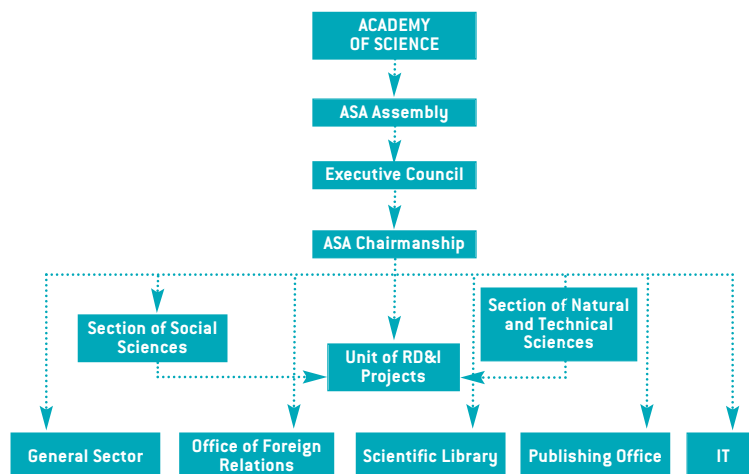 ACADEMY
OF SCIENCE
ASA Assembly
Executive Council
ASA Chairmanship
Section of Social
Sciences
Section of Natural
and Technical
Sciences
Unit of RD&I
Projects
General Sector
Office of Foreign
Relations
Scientific Library
Publishing Office
IT